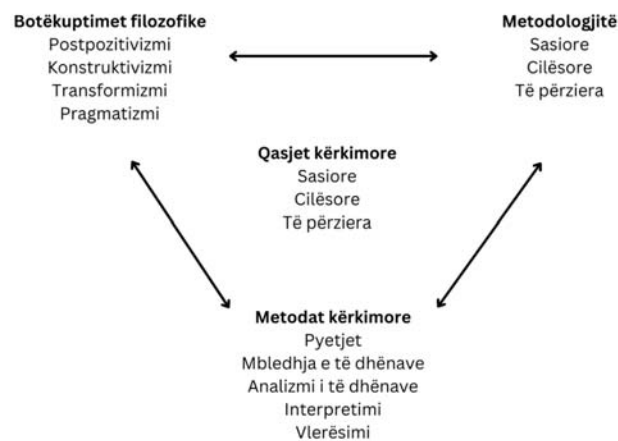 Botëkuptimet filozofike
Postpozitivizmi
Konstruktivizmi
Transformizmi
Pragmatizmi
Metodologjitë
Sasiore
Cilësore
Të përziera
Qasjet kërkimore
Sasiore
Cilësore
Të përziera
Metodat kërkimore
Pyetjet
Mbledhja e të dhënave
Analizmi i të dhënave
Interpretimi
Vlerësimi